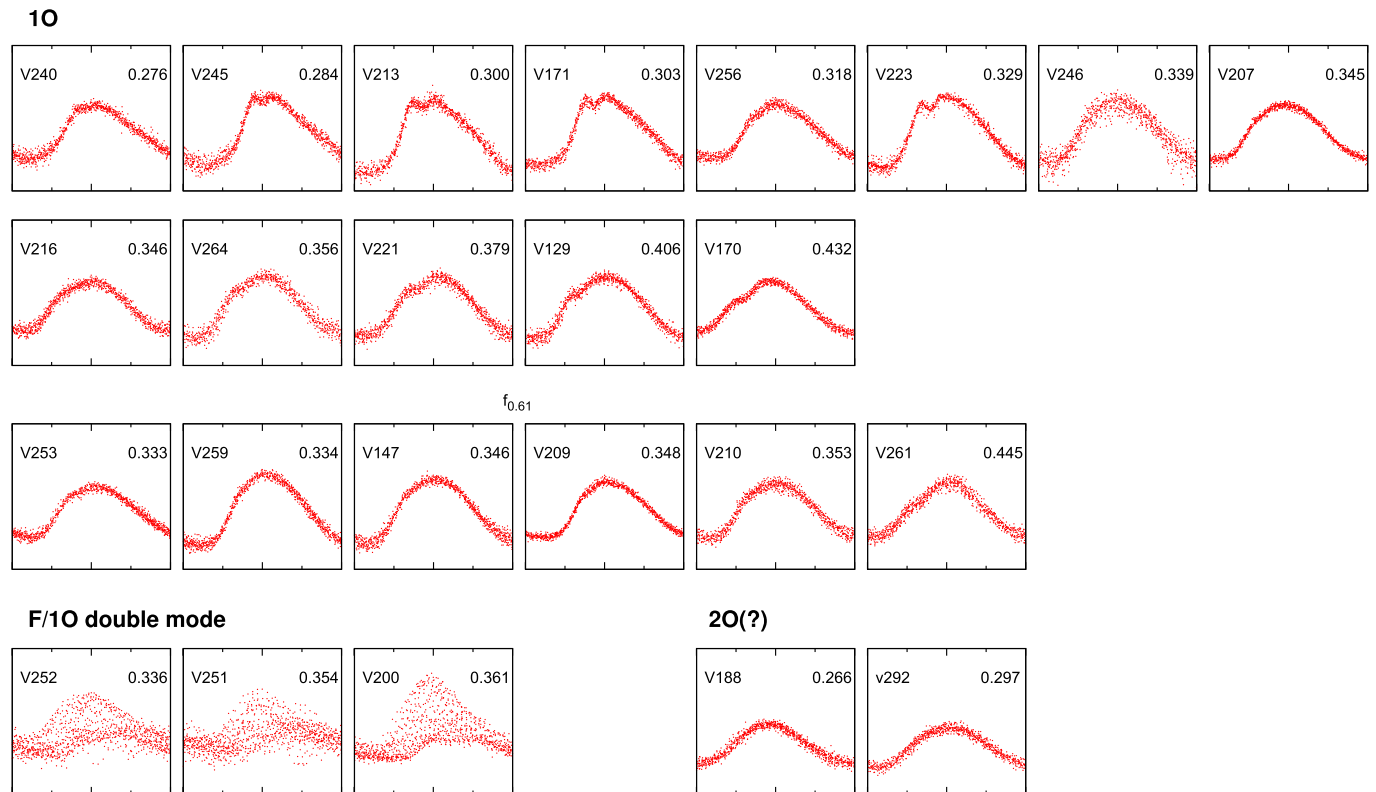 1O
V240 0.276 V245 0.284 V213 0.300 V171 0.303 V256 0.318 V223 0.329 V246 0.339 V207 0.345
V216 0.346 V264 0.356 V221 0.379 V129 0.406 V170 0.432
f0.61
V253 0.333 V259 0.334 V147 0.346 V209 0.348 V210 0.353 V261 0.445
F/1O double mode 2O(?)
V252 0.336 V251 0.354 V200 0.361 V188 0.266 v292 0.297